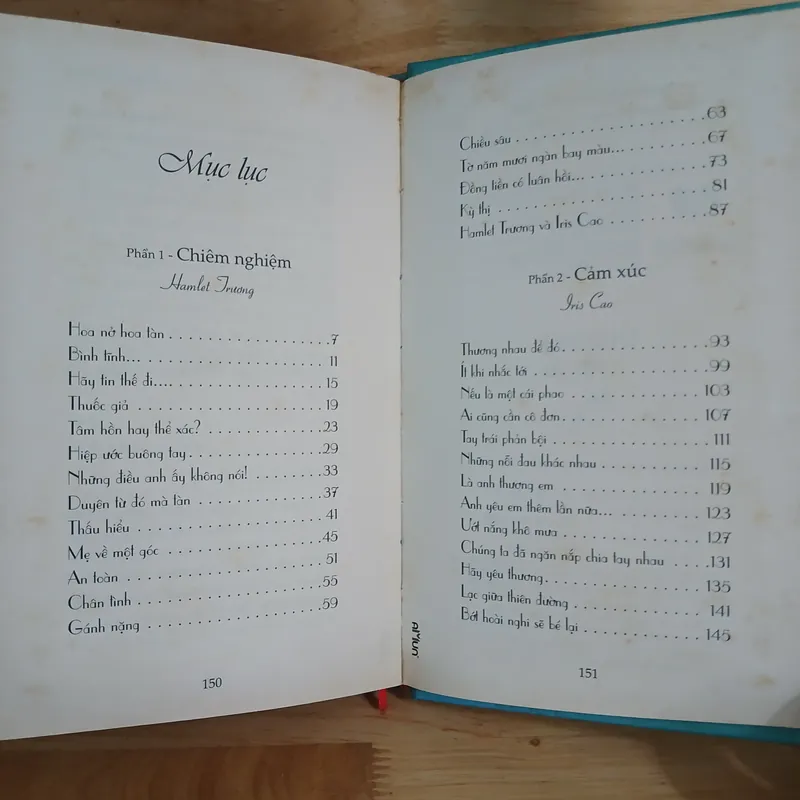 Mục lục
Phần 1 - Chiêm nghiệm
Hamlet Trương
Hoa nở hoa tàn . . . . . . . . . . . . . . . . 7
Bình tĩnh... . . . . . . . . . . . . . . . . . . 11
Hãy tin thế đi.... . . . . . . . . . . . . . . . 15
Thuốc giả . . . . . . . . . . . . . . . . . . 19
Tâm hồn hay thể xác? . . . . . . . . . . . . 23
Hiệp ước buông tay. . . . . . . . . . . . . . 29
Những điều anh ấy không nói! . . . . . . . 33
Duyên từ đó mà tàn . . . . . . . . . . . . . 37
Thấu hiểu . . . . . . . . . . . . . . . . . . 41
Mẹ về một góc . . . . . . . . . . . . . . . 45
An toàn . . . . . . . . . . . . . . . . . . . 51
Chân tình . . . . . . . . . . . . . . . . . . 55
Gánh nặng . . . . . . . . . . . . . . . . . 59
150
Chiều sâu . . . . . . . . . . . . . . . . . . 63
Tờ năm mươi ngàn bay màu. . . . . . . . . 67
Đồng tiền có luân hồi... . . . . . . . . . . . 73
Kỳ thị . . . . . . . . . . . . . . . . . . . . 81
Hamlet Trương và Iris Cao . . . . . . . . . 87
Phần 2 - Cảm xúc
Iris Cao
Thương nhau để đó. . . . . . . . . . . . . . 93
Ít khi nhắc tới . . . . . . . . . . . . . . . . 99
Nếu là một cái phao . . . . . . . . . . . . 103
Ai cũng cần cô đơn. . . . . . . . . . . . . 107
Tay trái phản bội . . . . . . . . . . . . . . 111
Những nỗi đau khác nhau . . . . . . . . . 115
Là anh thương em . . . . . . . . . . . . . 119
Anh yêu em thêm lần nữa... . . . . . . . . 123
Ướt nắng khô mưa . . . . . . . . . . . . . 127
Chúng ta đã ngăn nắp chia tay nhau . . . . 131
Hãy yêu thương. . . . . . . . . . . . . . . 135
Lạc giữa thiên đường . . . . . . . . . . . . 141
Bớt hoài nghi sẽ bé lại . . . . . . . . . . . 145
151